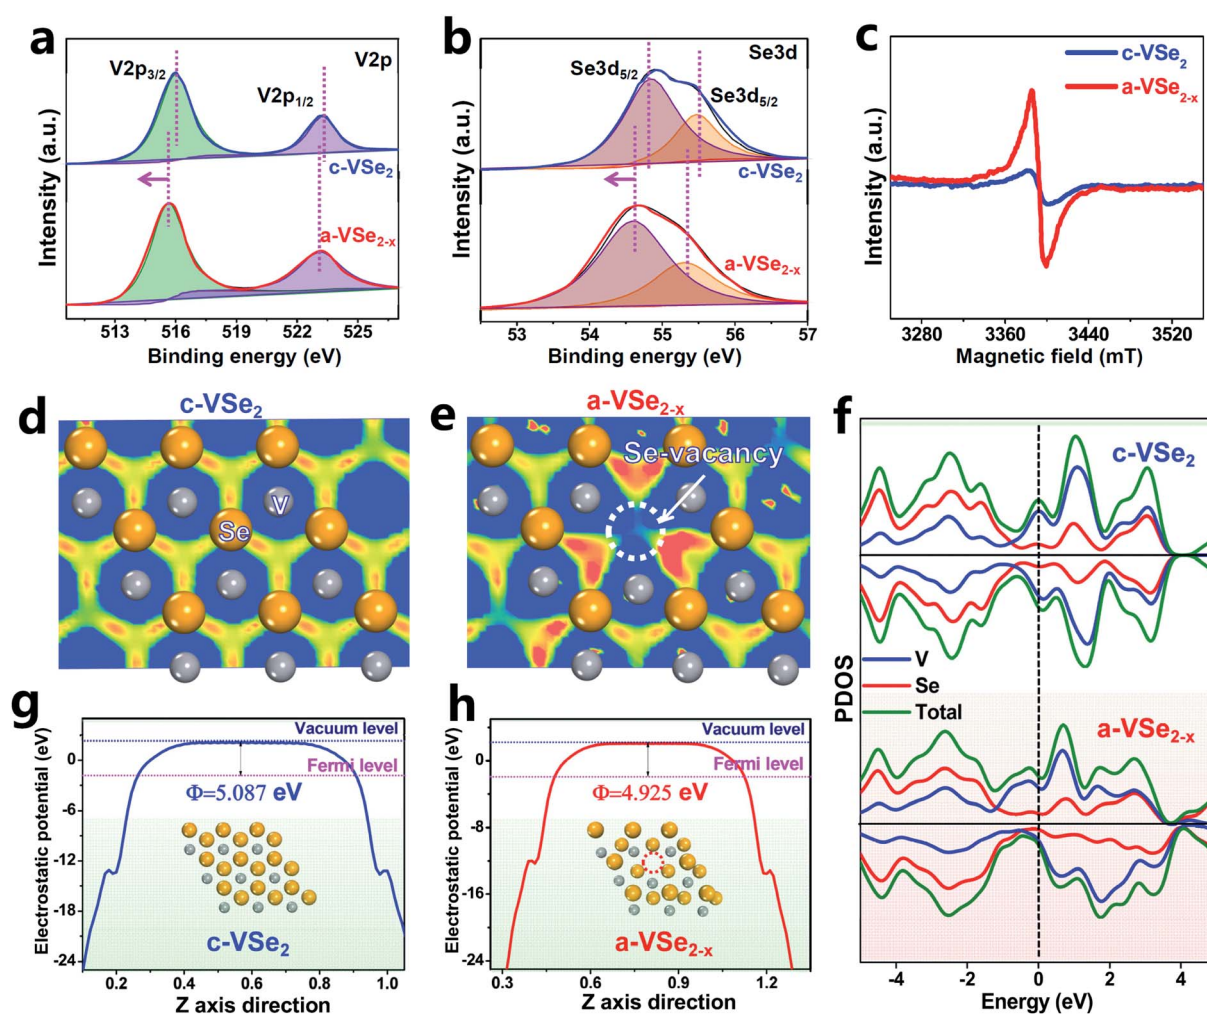 a
V2p
V2p3/2
V2p1/2
c-VSe2
a-VSe2-x
Intensity (a.u.)
513 516 519 522 525
Binding energy (eV)
b
Se3d
Se3d5/2
Se3d5/2
c-VSe2
a-VSe2-x
Intensity (a.u.)
53 54 55 56 57
Binding energy (eV)
c
c-VSe2
a-VSe2-x
Intensity (a.u.)
3280 3360 3440 3520
Magnetic field (mT)
d
c-VSe2
V
Se
e
a-VSe2-x
Se-vacancy
f
c-VSe2
V
Se
Total
a-VSe2-x
PDOS
-4 -2 0 2 4
Energy (eV)
g
Vacuum level
Fermi level
Φ=5.087 eV
c-VSe2
Electrostatic potential (eV)
0
-6
-12
-18
-24
0.2 0.4 0.6 0.8 1.0
Z axis direction
h
Vacuum level
Fermi level
Φ=4.925 eV
a-VSe2-x
Electrostatic potential (eV)
0
-8
-16
-24
0.3 0.6 0.9 1.2
Z axis direction